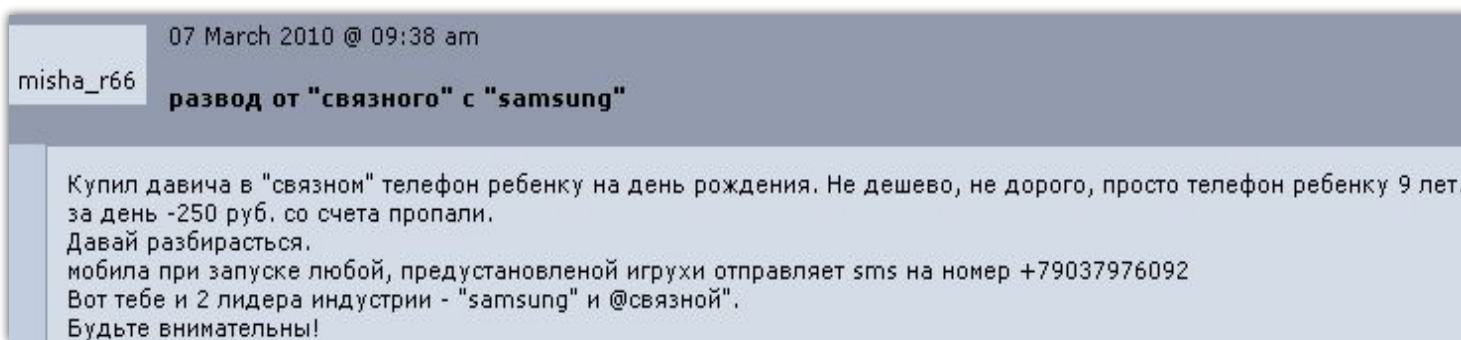 07 March 2010 @ 09:38 am
misha_r66
развод от "связного" с "samsung"
Купил давича в "связном" телефон ребенку на день рождения. Не дешево, не дорого, просто телефон ребенку 9 лет.
за день -250 руб. со счета пропали.
Давай разбирасться.
мобила при запуске любой, предустановленой игрухи отправляет sms на номер +79037976092
Вот тебе и 2 лидера индустрии - "samsung" и @связной".
Будьте внимательны!